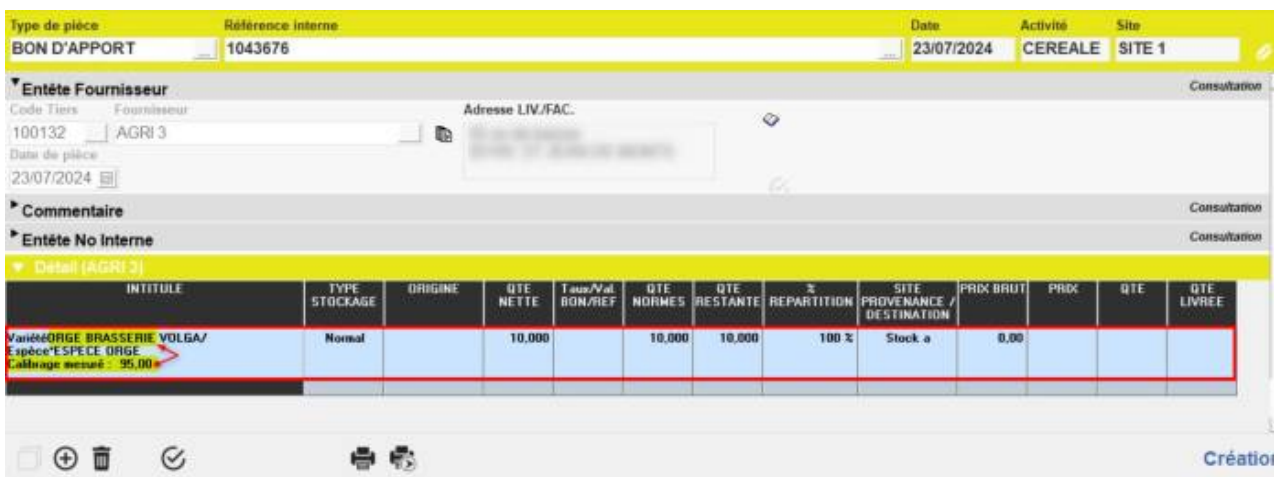 Type de pièce Référence interne Date Activité Site
BON D'APPORT ... 1043676 ... 23/07/2024 CEREALE SITE 1
Entête Fournisseur Consultation
Code Tiers Fournisseur Adresse LIV./FAC.
100132 AGRI 3
Date de pièce
23/07/2024
Commentaire Consultation
Entête No Interne Consultation
Détail (AGRI 3)
INTITULE TYPE STOCKAGE ORIGINE QTE NETTE Taux/Val. BON/REF QTE NORMES QTE RESTANTE % REPARTITION SITE PROVENANCE / DESTINATION PRIX BRUT PRIX QTE QTE LIVREE
VariétéORGE BRASSERIE VOLGA/ Normal 10,000 10,000 10,000 100 % Stock a 0,00
Espèce*ESPECE ORGE
Calibrage mesuré : 95,00
Création